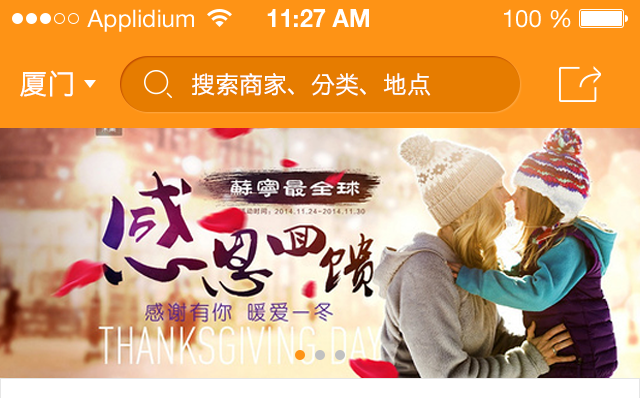 Applidium 11:27 AM 100 %
厦门 搜索商家、分类、地点
蘇寧最全球
活动时间：2014.11.24~2014.11.30
感恩回馈
感谢有你 暖爱一冬
THANKSGIVING DAY